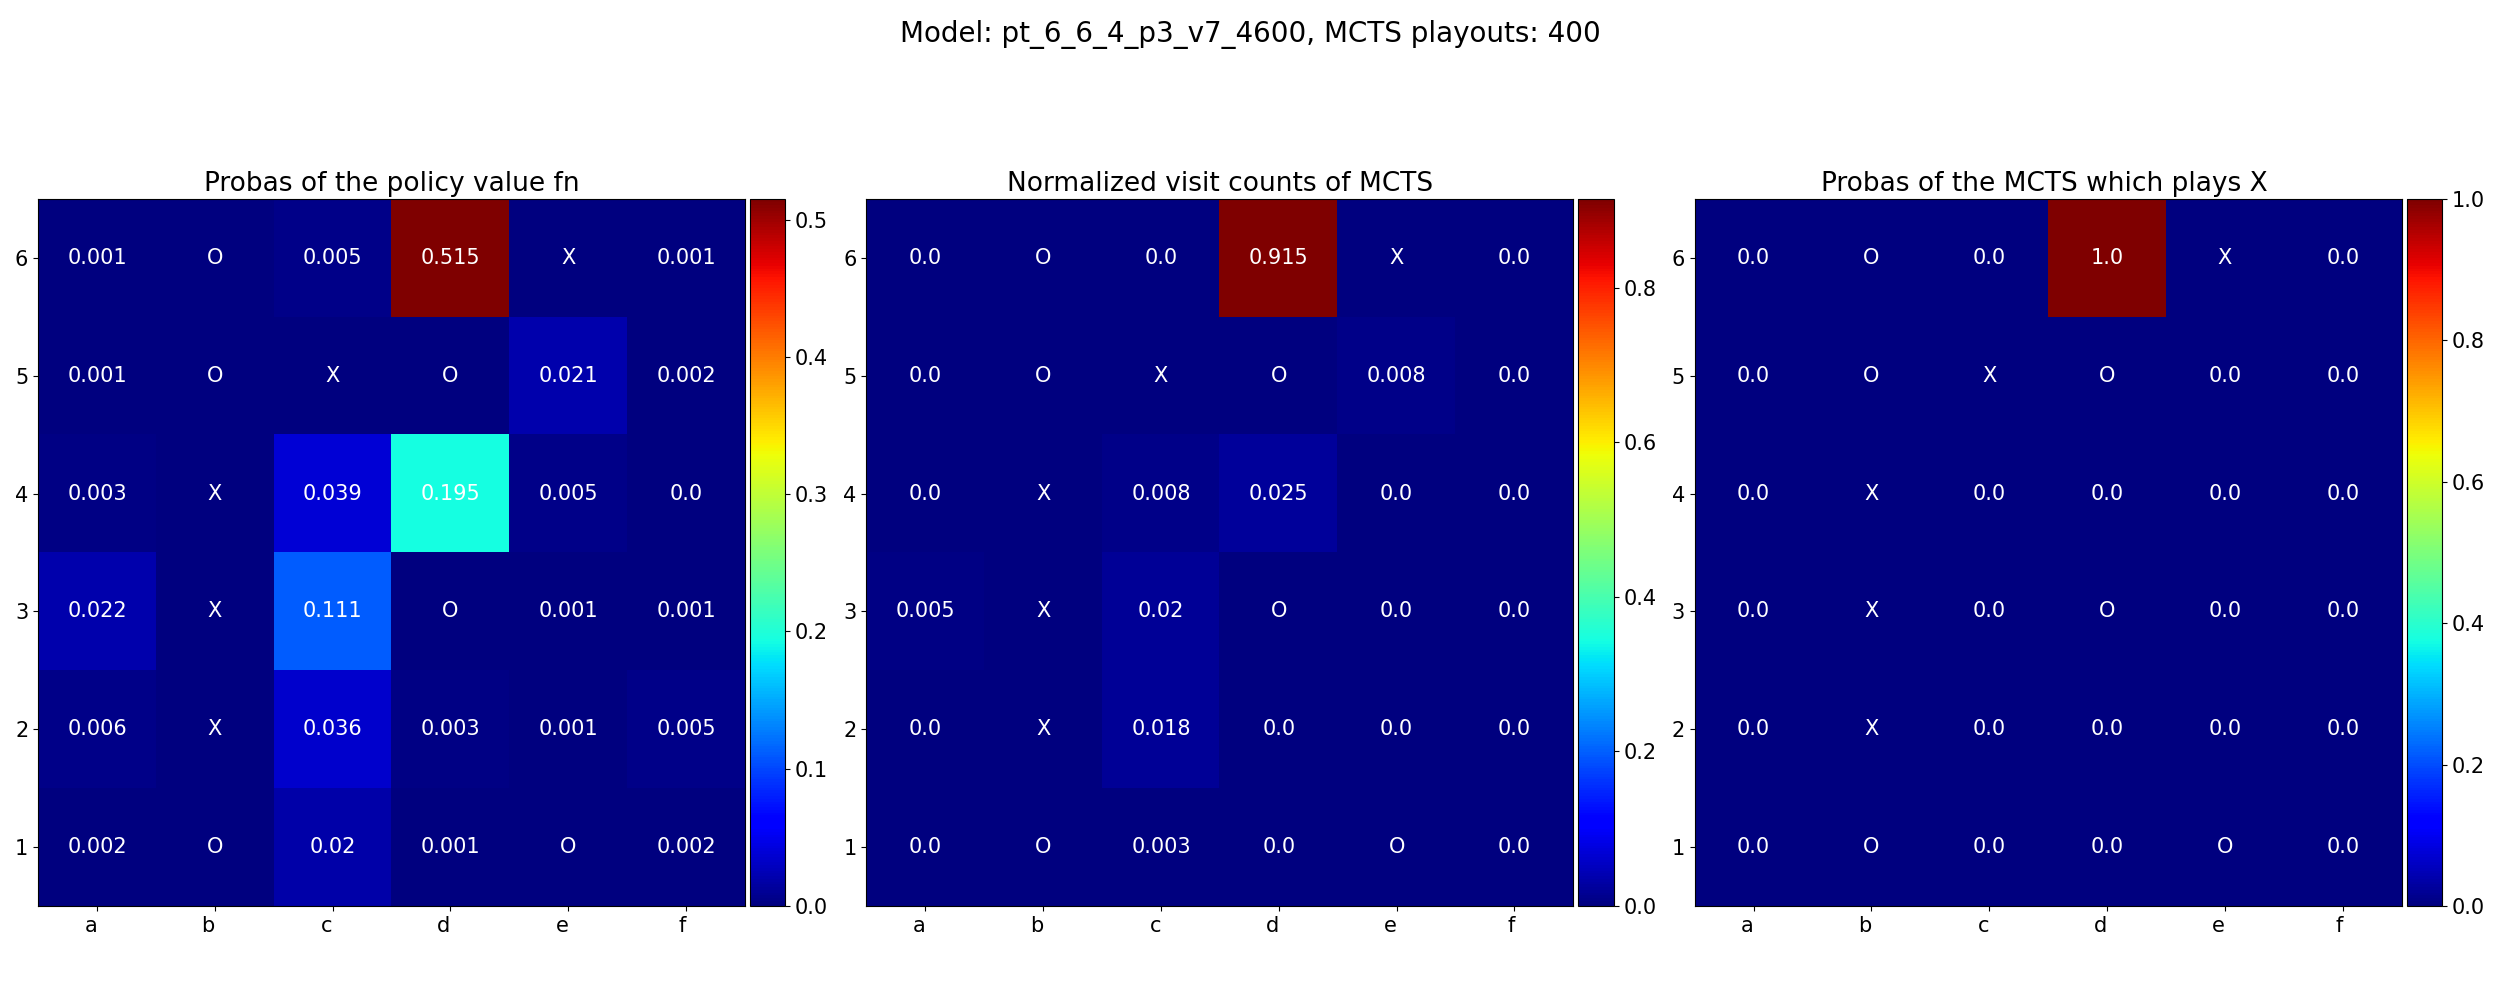 Model: pt_6_6_4_p3_v7_4600, MCTS playouts: 400
Probas of the policy value fn
6 0.001 O 0.005 0.515 X 0.001
5 0.001 O X O 0.021 0.002
4 0.003 X 0.039 0.195 0.005 0.0
3 0.022 X 0.111 O 0.001 0.001
2 0.006 X 0.036 0.003 0.001 0.005
1 0.002 O 0.02 0.001 O 0.002
a b c d e f
0.5
0.4
0.3
0.2
0.1
0.0
Normalized visit counts of MCTS
6 0.0 O 0.0 0.915 X 0.0
5 0.0 O X O 0.008 0.0
4 0.0 X 0.008 0.025 0.0 0.0
3 0.005 X 0.02 O 0.0 0.0
2 0.0 X 0.018 0.0 0.0 0.0
1 0.0 O 0.003 0.0 O 0.0
a b c d e f
0.8
0.6
0.4
0.2
0.0
Probas of the MCTS which plays X
6 0.0 O 0.0 1.0 X 0.0
5 0.0 O X O 0.0 0.0
4 0.0 X 0.0 0.0 0.0 0.0
3 0.0 X 0.0 O 0.0 0.0
2 0.0 X 0.0 0.0 0.0 0.0
1 0.0 O 0.0 0.0 O 0.0
a b c d e f
1.0
0.8
0.6
0.4
0.2
0.0